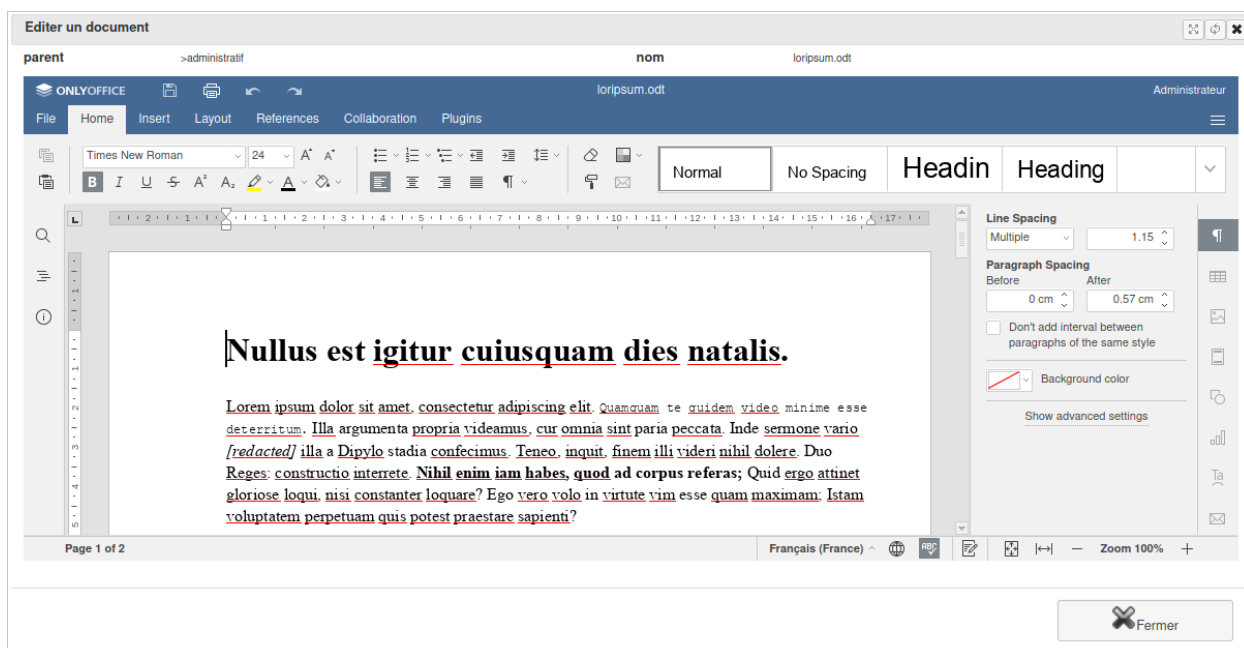 Editer un document
parent >administratif nom loripsum.odt
ONLYOFFICE loripsum.odt Administrateur
File Home Insert Layout References Collaboration Plugins
Times New Roman 24
Normal No Spacing Headin Heading
Nullus est igitur cuiusquam dies natalis.
Lorem ipsum dolor sit amet, consectetur adipiscing elit. Quamquam te quidem video minime esse
deterritum. Illa argumenta propria videamus, cur omnia sint paria peccata. Inde sermone vario
[redacted] illa a Dipylo stadia confecimus. Teneo, inquit, finem illi videri nihil dolere. Duo
Reges: constructio interrete. Nihil enim iam habes, quod ad corpus referas; Quid ergo attinet
gloriose loqui, nisi constanter loquare? Ego vero volo in virtute vim esse quam maximam; Istam
voluptatem perpetuam quis potest praestare sapienti?
Line Spacing
Multiple 1.15
Paragraph Spacing
Before After
0 cm 0.57 cm
Don't add interval between
paragraphs of the same style
Background color
Show advanced settings
Page 1 of 2 Français (France) Zoom 100%
Fermer